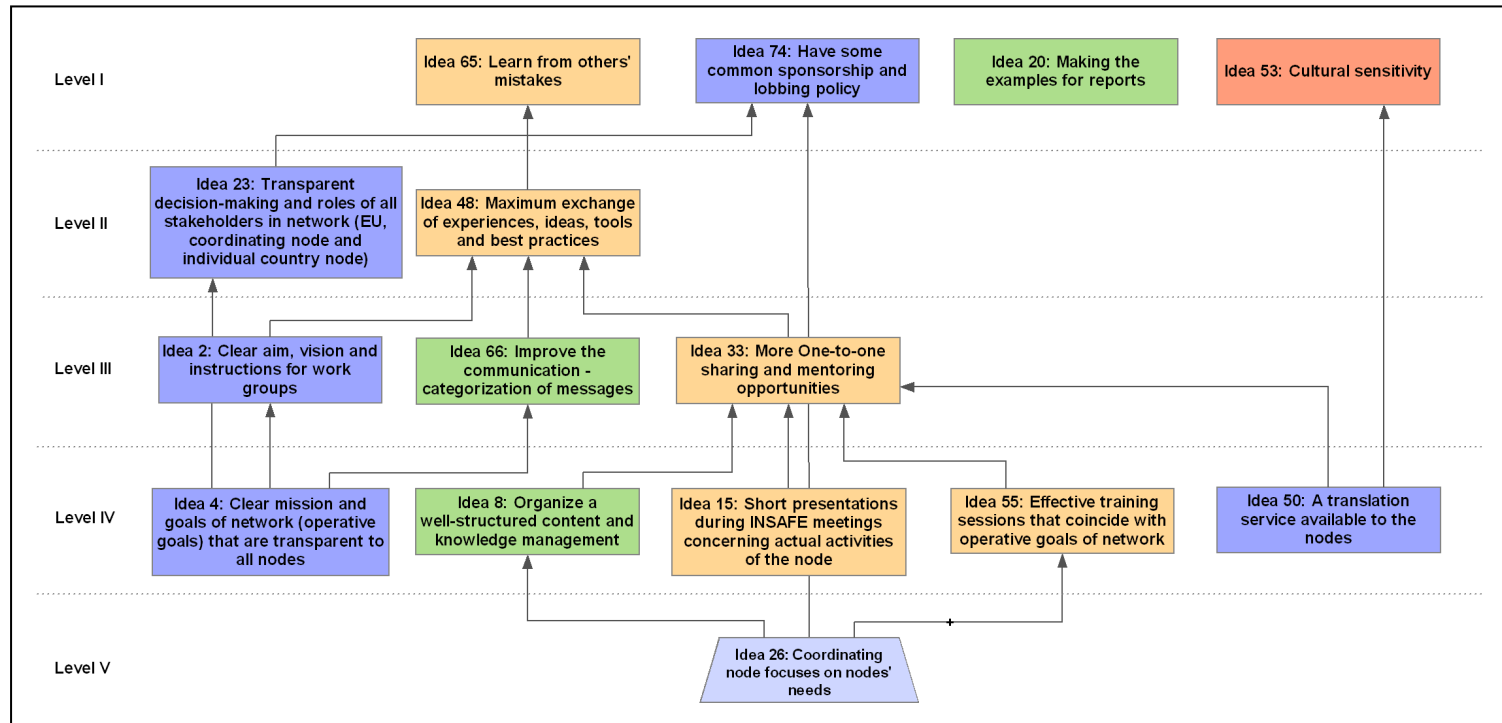 Level I
Idea 65: Learn from others'
mistakes
Idea 74: Have some
common sponsorship and
lobbing policy
Idea 20: Making the
examples for reports
Idea 53: Cultural sensitivity
Level II
Idea 23: Transparent
decision-making and roles of all
stakeholders in network (EU,
coordinating node and
individual country node)
Idea 48: Maximum exchange
of experiences, ideas, tools
and best practices
Level III
Idea 2: Clear aim, vision and
instructions for work
groups
Idea 66: Improve the
communication -
categorization of messages
Idea 33: More One-to-one
sharing and mentoring
opportunities
Level IV
Idea 4: Clear mission and
goals of network (operative
goals) that are transparent to
all nodes
Idea 8: Organize a
well-structured content and
knowledge management
Idea 15: Short presentations
during INSAFE meetings
concerning actual activities
of the node
Idea 55: Effective training
sessions that coincide with
operative goals of network
Idea 50: A translation
service available to the
nodes
Level V
Idea 26: Coordinating
node focuses on nodes'
needs